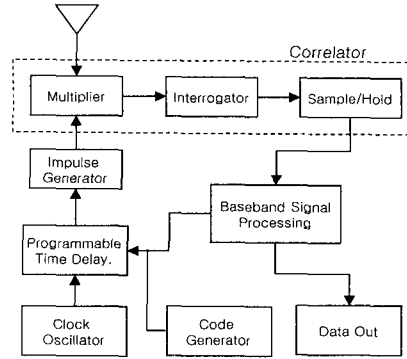 Correlator
Multiplier
Interrogator
Sample/Hold
Impulse
Generator
Baseband Signal
Processing
Programmable
Time Delay.
Clock
Oscillator
Code
Generator
Data Out